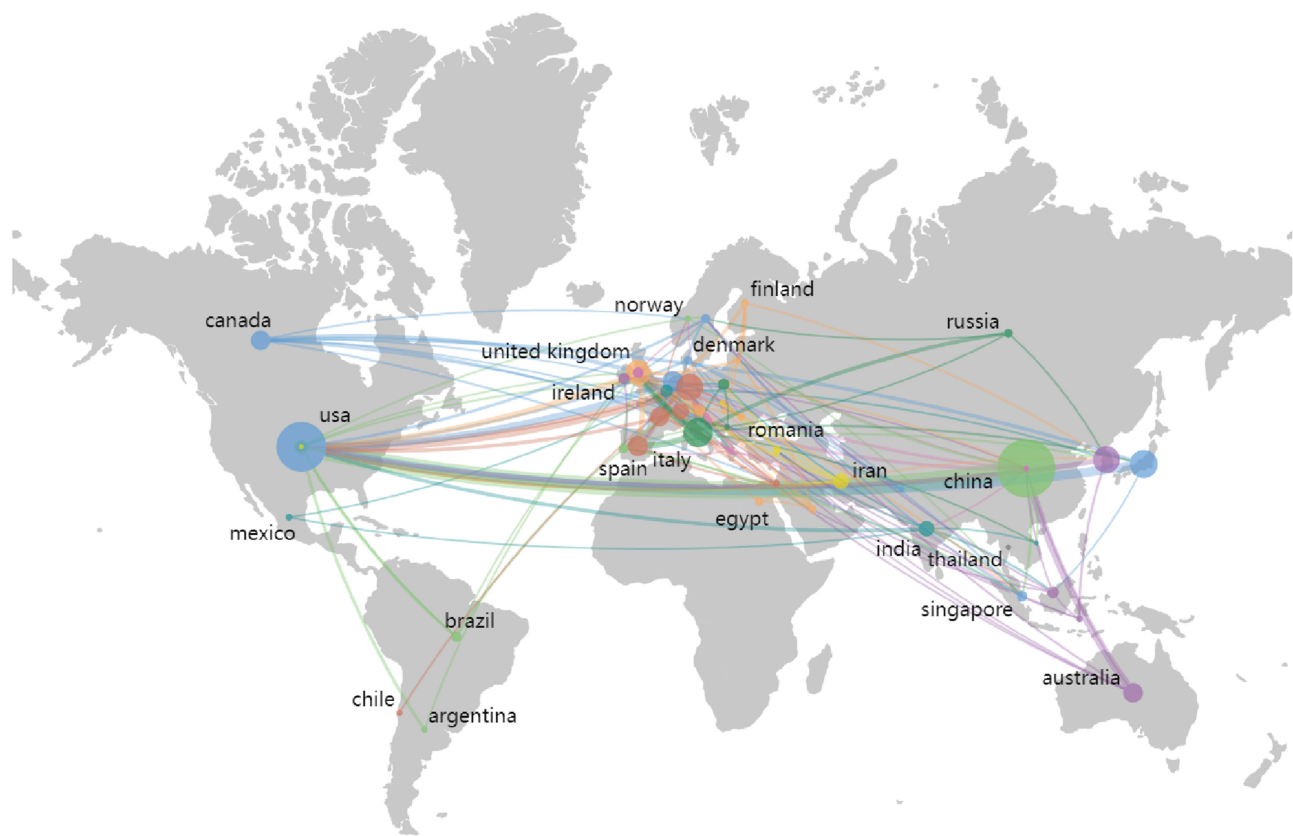 finland
norway
canada
russia
denmark
united kingdom
ireland
usa
romania
italy
spain
iran
china
egypt
mexico
india
thailand
singapore
brazil
australia
chile
argentina